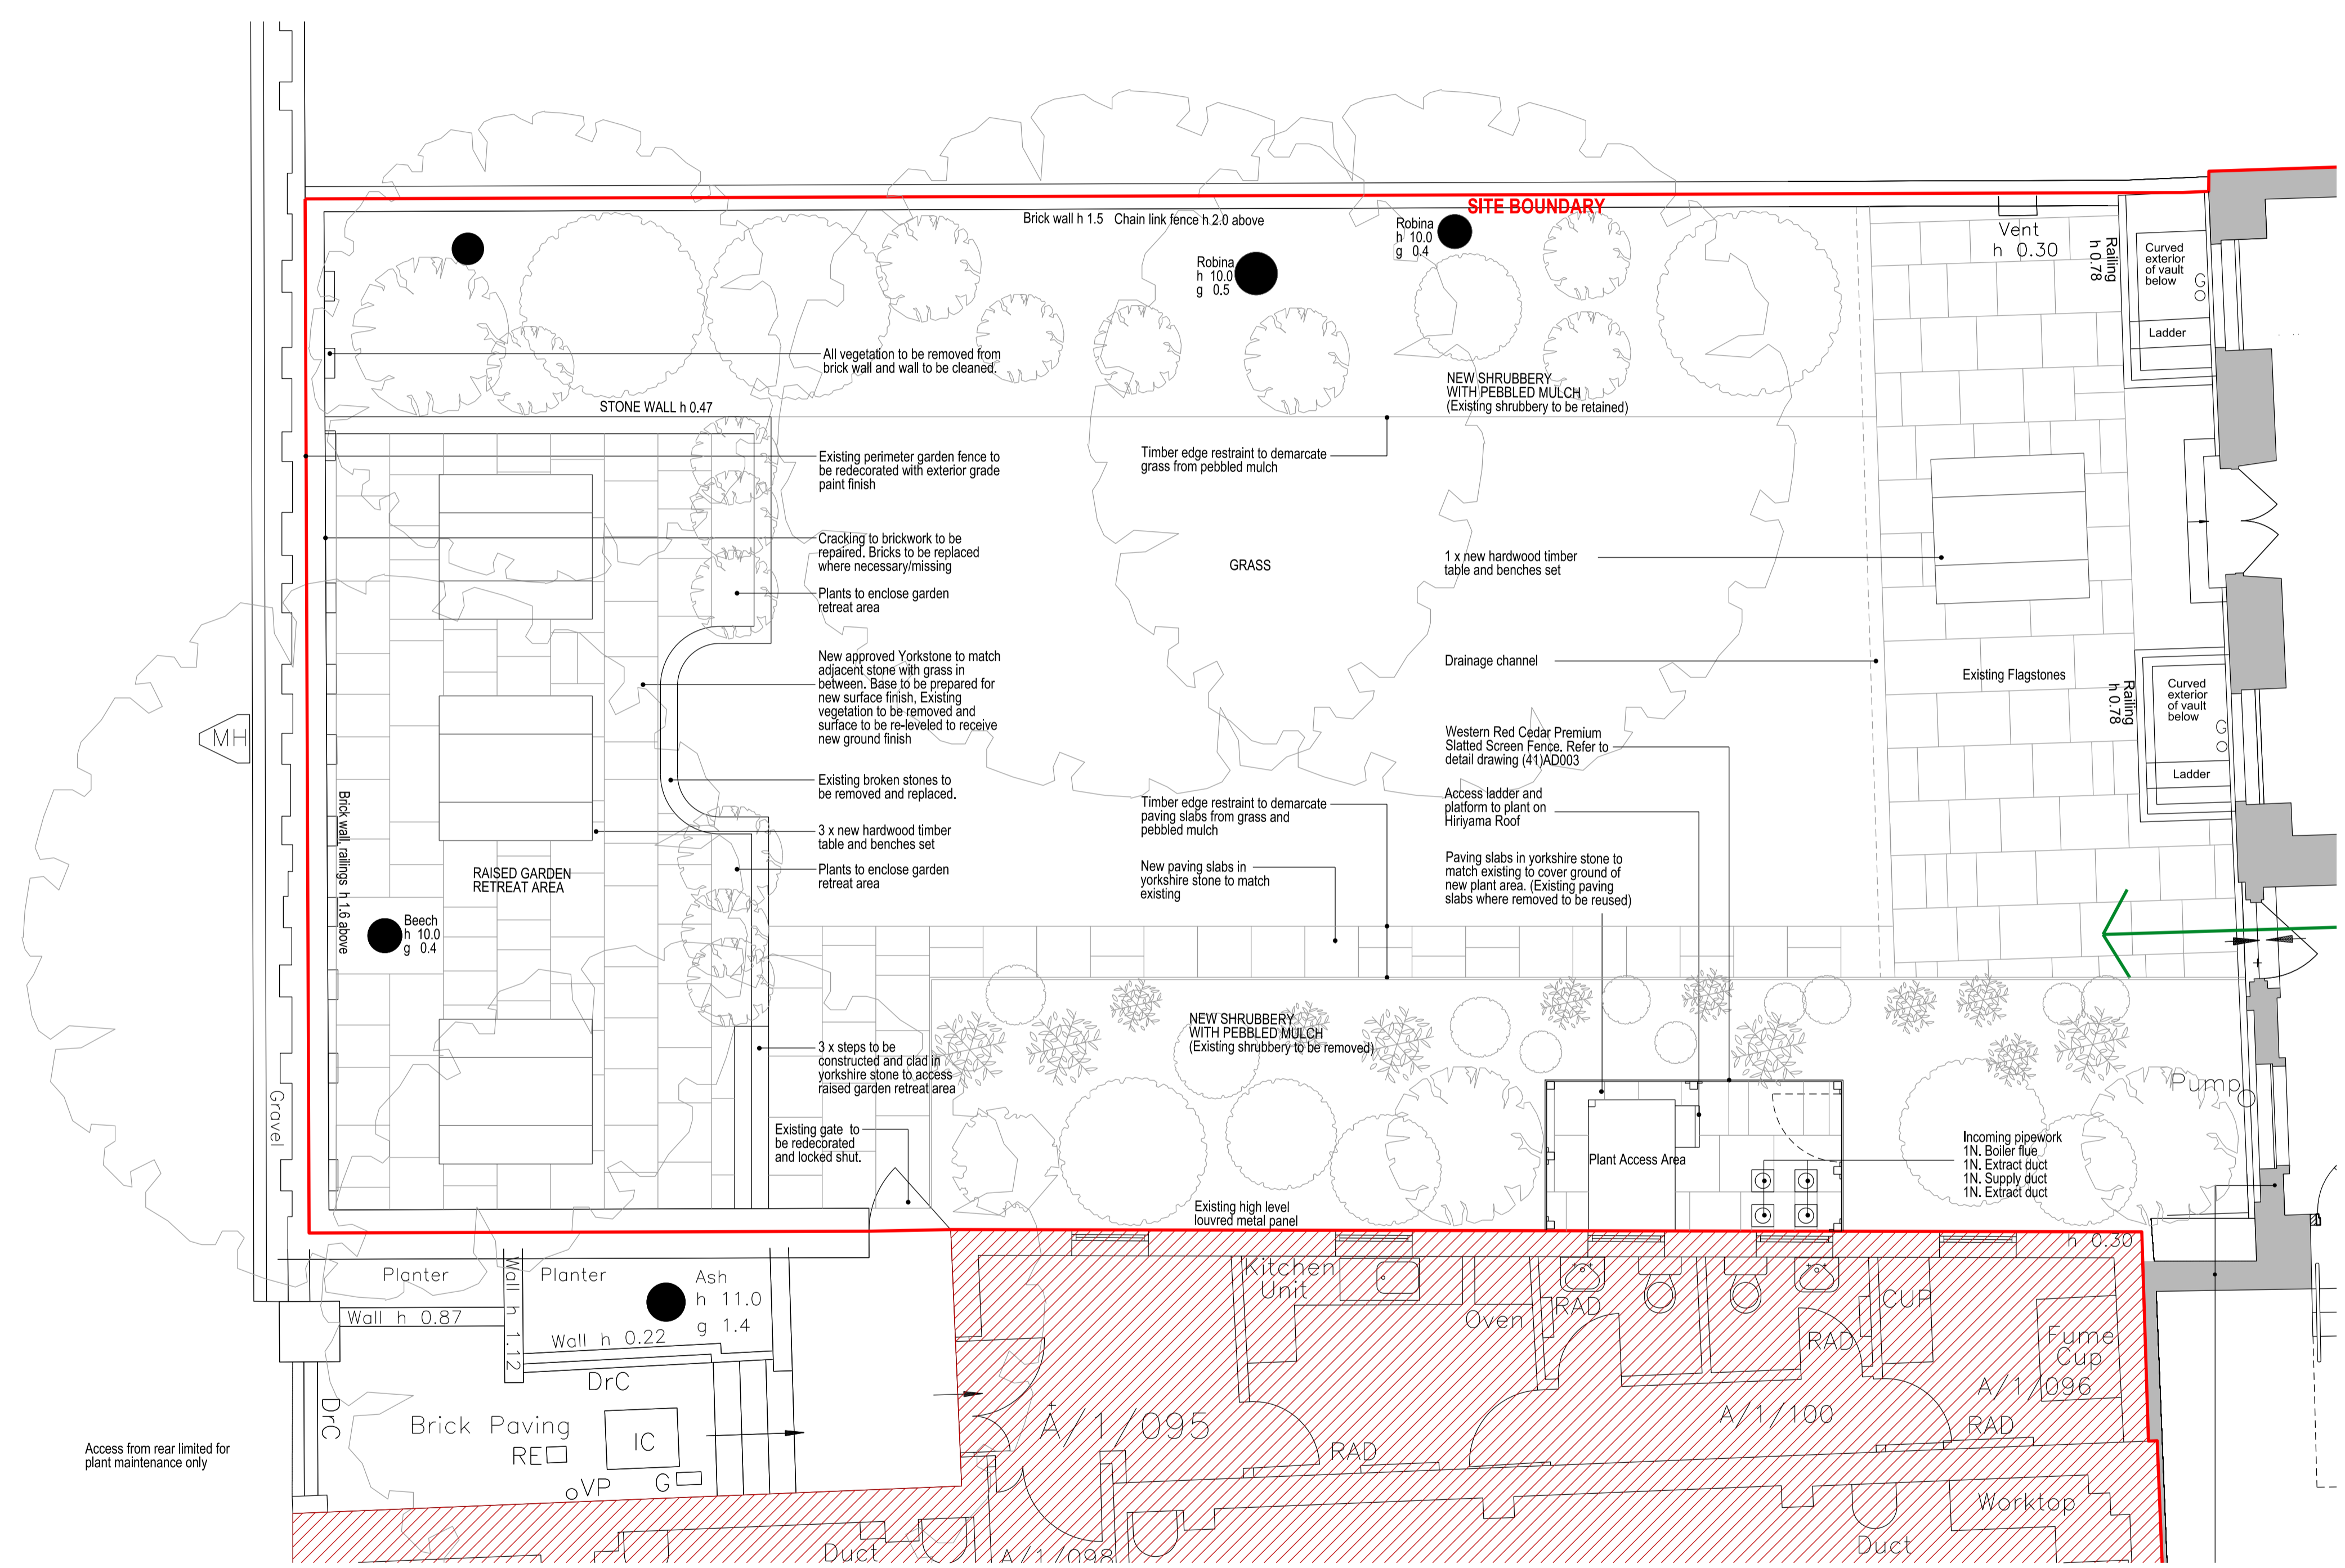 SITE BOUNDARY
Brick wall h 1.5 Chain link fence h 2.0 above
Robina
h 10.0
g 0.4
Robina
h 10.0
g 0.5
Vent
h 0.30
Railing
h 0.78
Curved
exterior
of vault
below
G
Ladder
All vegetation to be removed from
brick wall and wall to be cleaned.
STONE WALL h 0.47
NEW SHRUBBERY
WITH PEBBLED MULCH
(Existing shrubbery to be retained)
Existing perimeter garden fence to
be redecorated with exterior grade
paint finish
Timber edge restraint to demarcate
grass from pebbled mulch
Cracking to brickwork to be
repaired. Bricks to be replaced
where necessary/missing
Plants to enclose garden
retreat area
GRASS
1 x new hardwood timber
table and benches set
New approved Yorkstone to match
adjacent stone with grass in
between. Base to be prepared for
new surface finish, Existing
vegetation to be removed and
surface to be re-leveled to receive
new ground finish
Drainage channel
Existing Flagstones
Railing
h 0.78
Curved
exterior
of vault
below
G
Ladder
MH
Western Red Cedar Premium
Slatted Screen Fence. Refer to
detail drawing (41)AD003
Existing broken stones to
be removed and replaced.
Access ladder and
platform to plant on
Hiriyama Roof
Timber edge restraint to demarcate
paving slabs from grass and
pebbled mulch
3 x new hardwood timber
table and benches set
Brick wall, railings h 1.6 above
RAISED GARDEN
RETREAT AREA
Plants to enclose garden
retreat area
New paving slabs in
yorkshire stone to match
existing
Paving slabs in yorkshire stone to
match existing to cover ground of
new plant area. (Existing paving
slabs where removed to be reused)
Beech
h 10.0
g 0.4
NEW SHRUBBERY
WITH PEBBLED MULCH
(Existing shrubbery to be removed)
3 x steps to be
constructed and clad in
yorkshire stone to access
raised garden retreat area
Gravel
Pump
Existing gate to
be redecorated
and locked shut.
Plant Access Area
Incoming pipework
1N. Boiler flue
1N. Extract duct
1N. Supply duct
1N. Extract duct
Existing high level
louvred metal panel
h 0.30
Planter
Wall h 1.12
Planter
Ash
h 11.0
g 1.4
Wall h 0.87
Wall h 0.22
DrC
DrC
Brick Paving
RE
IC
VP
G
Kitchen
Unit
Oven
RAD
RAD
CUP
Fume
Cup
A/1/096
A/1/095
A/1/100
RAD
RAD
Worktop
Duct
A/1/098
Duct
Access from rear limited for
plant maintenance only